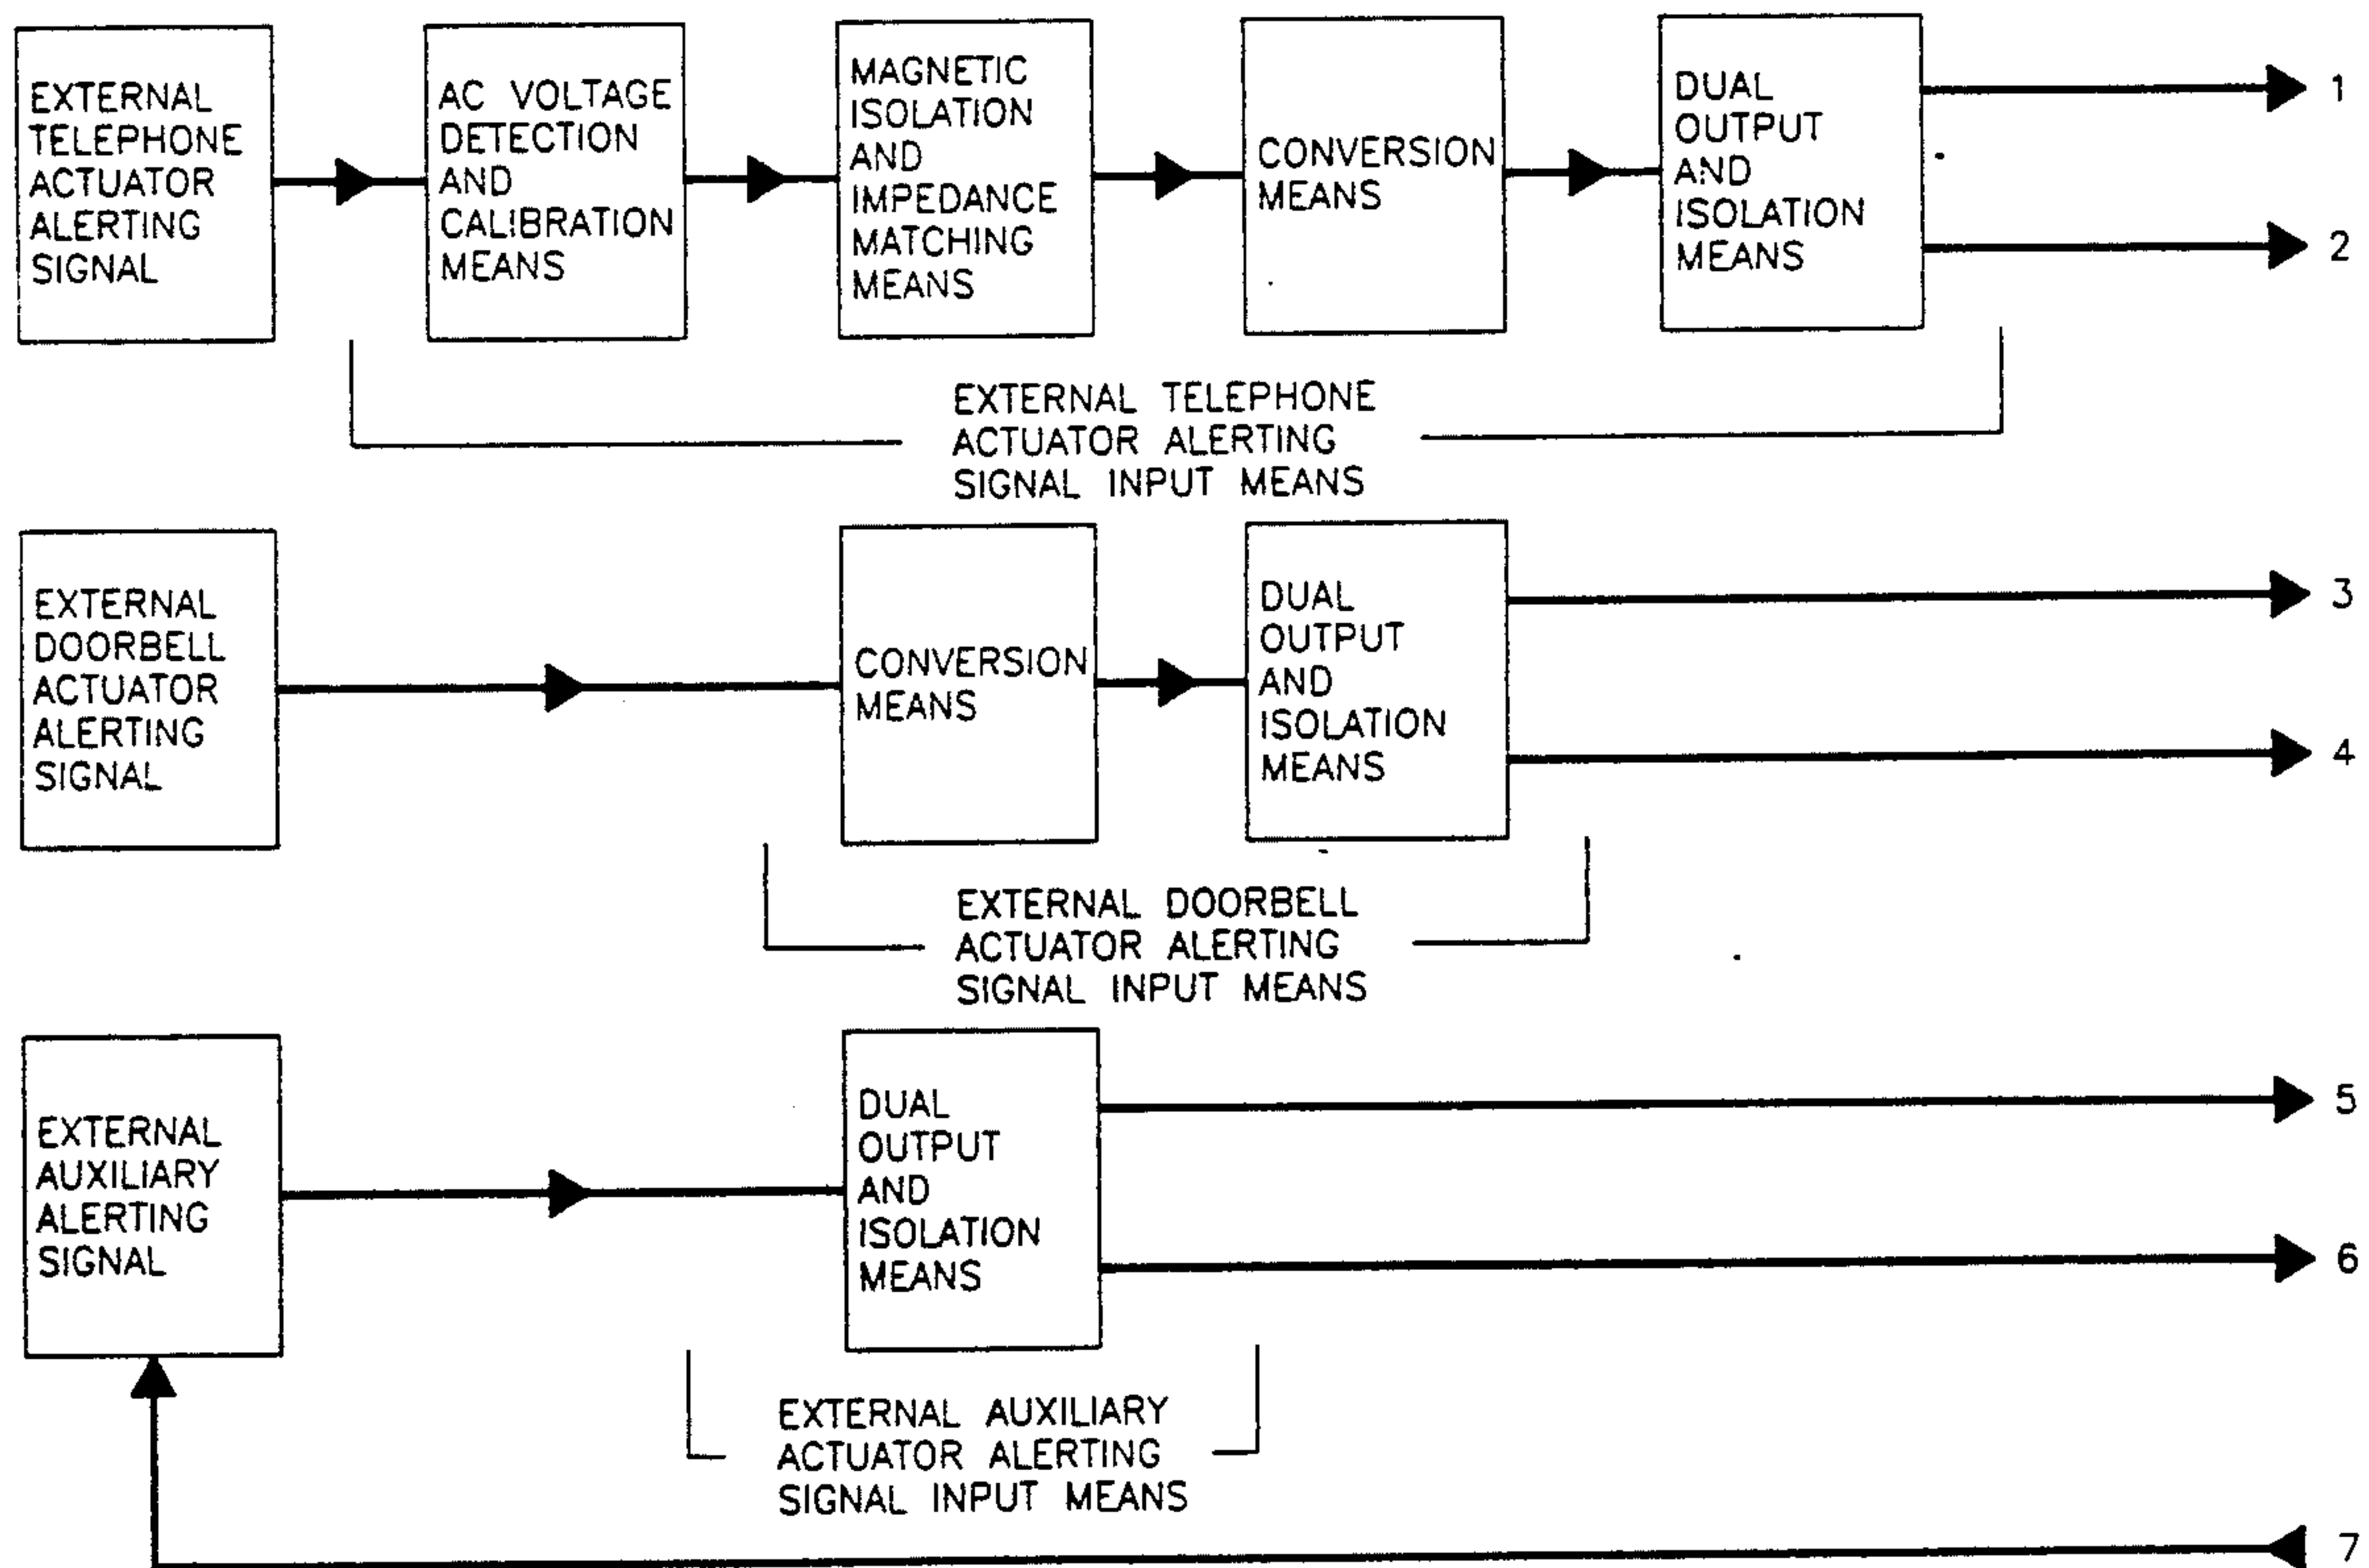 EXTERNAL
TELEPHONE
ACTUATOR
ALERTING
SIGNAL
AC VOLTAGE
DETECTION
AND
CALIBRATION
MEANS
MAGNETIC
ISOLATION
AND
IMPEDANCE
MATCHING
MEANS
CONVERSION
MEANS
DUAL
OUTPUT
AND
ISOLATION
MEANS
1
2
EXTERNAL TELEPHONE
ACTUATOR ALERTING
SIGNAL INPUT MEANS
EXTERNAL
DOORBELL
ACTUATOR
ALERTING
SIGNAL
CONVERSION
MEANS
DUAL
OUTPUT
AND
ISOLATION
MEANS
3
4
EXTERNAL DOORBELL
ACTUATOR ALERTING
SIGNAL INPUT MEANS
EXTERNAL
AUXILIARY
ALERTING
SIGNAL
DUAL
OUTPUT
AND
ISOLATION
MEANS
5
6
EXTERNAL AUXILIARY
ACTUATOR ALERTING
SIGNAL INPUT MEANS
7